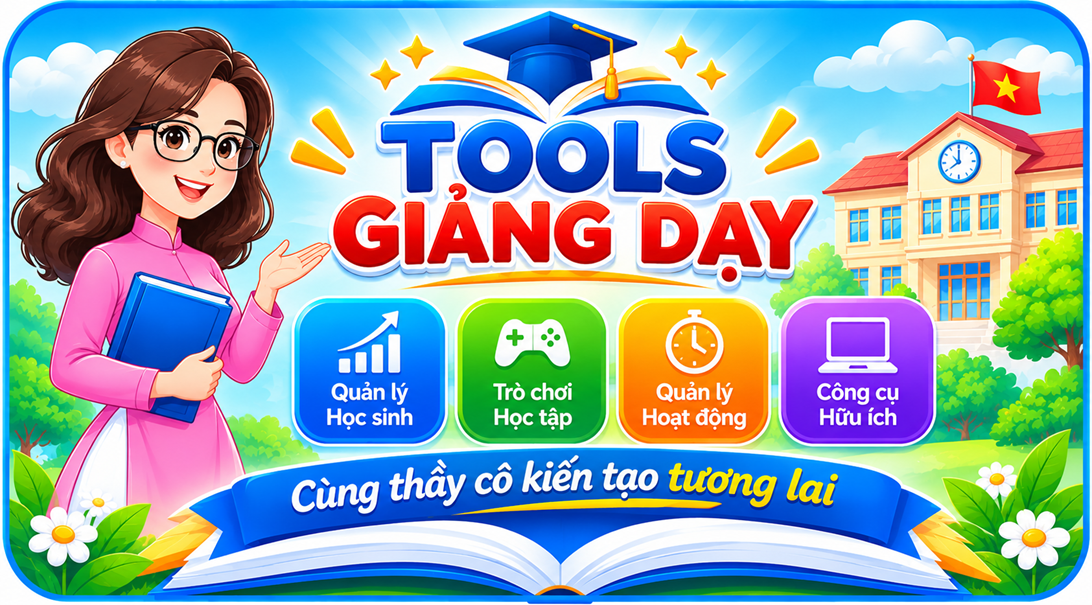 TOOLS
GIẢNG DẠY
Quản lý
Học sinh
Trò chơi
Học tập
Quản lý
Hoạt động
Công cụ
Hữu ích
Cùng thầy cô kiến tạo tương lai